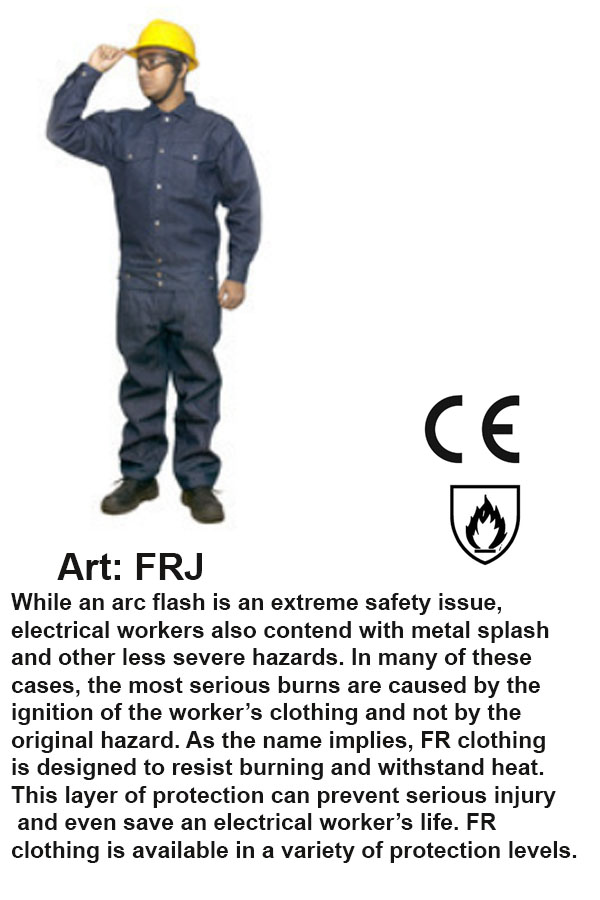 CE
Art: FRJ
While an arc flash is an extreme safety issue,
electrical workers also contend with metal splash
and other less severe hazards. In many of these
cases, the most serious burns are caused by the
ignition of the worker’s clothing and not by the
original hazard. As the name implies, FR clothing
is designed to resist burning and withstand heat.
This layer of protection can prevent serious injury
and even save an electrical worker’s life. FR
clothing is available in a variety of protection levels.